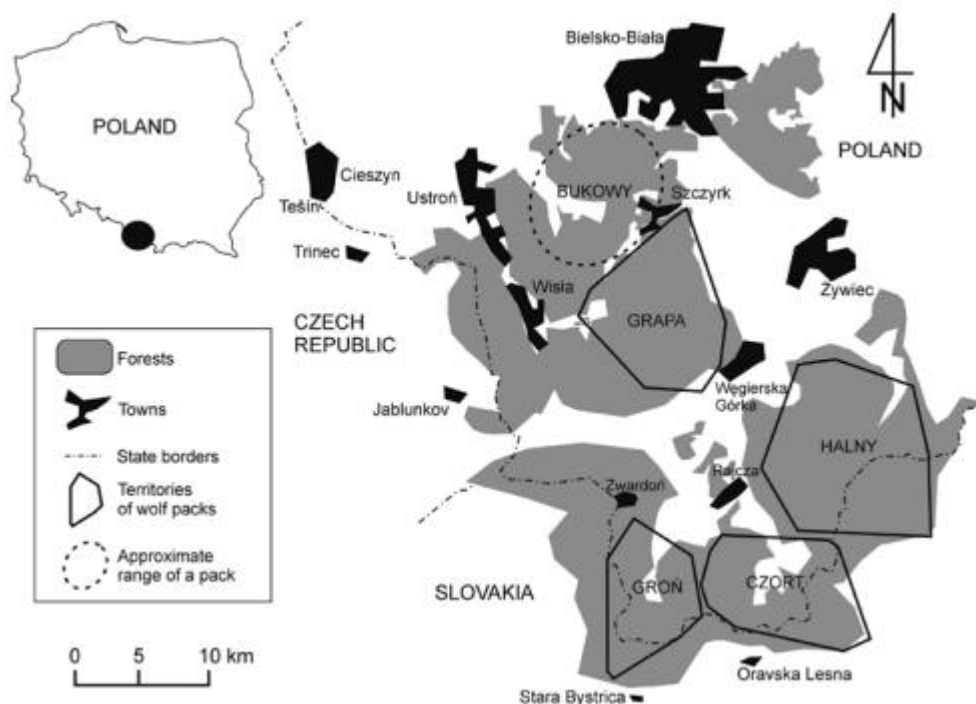 POLAND
Bielsko-Biała
N
POLAND
Cieszyn
Tešin
Ustroń
BUKOWY
Szczyrk
Trinec
Wisła
Żywiec
CZECH
REPUBLIC
GRAPA
Jablunkov
Węgierska
Górka
HALNY
Rajcza
Zwardoń
SLOVAKIA
GROŃ
CZORT
Oravska Lesna
Stara Bystrica
Forests
Towns
State borders
Territories
of wolf packs
Approximate
range of a pack
0 5 10 km